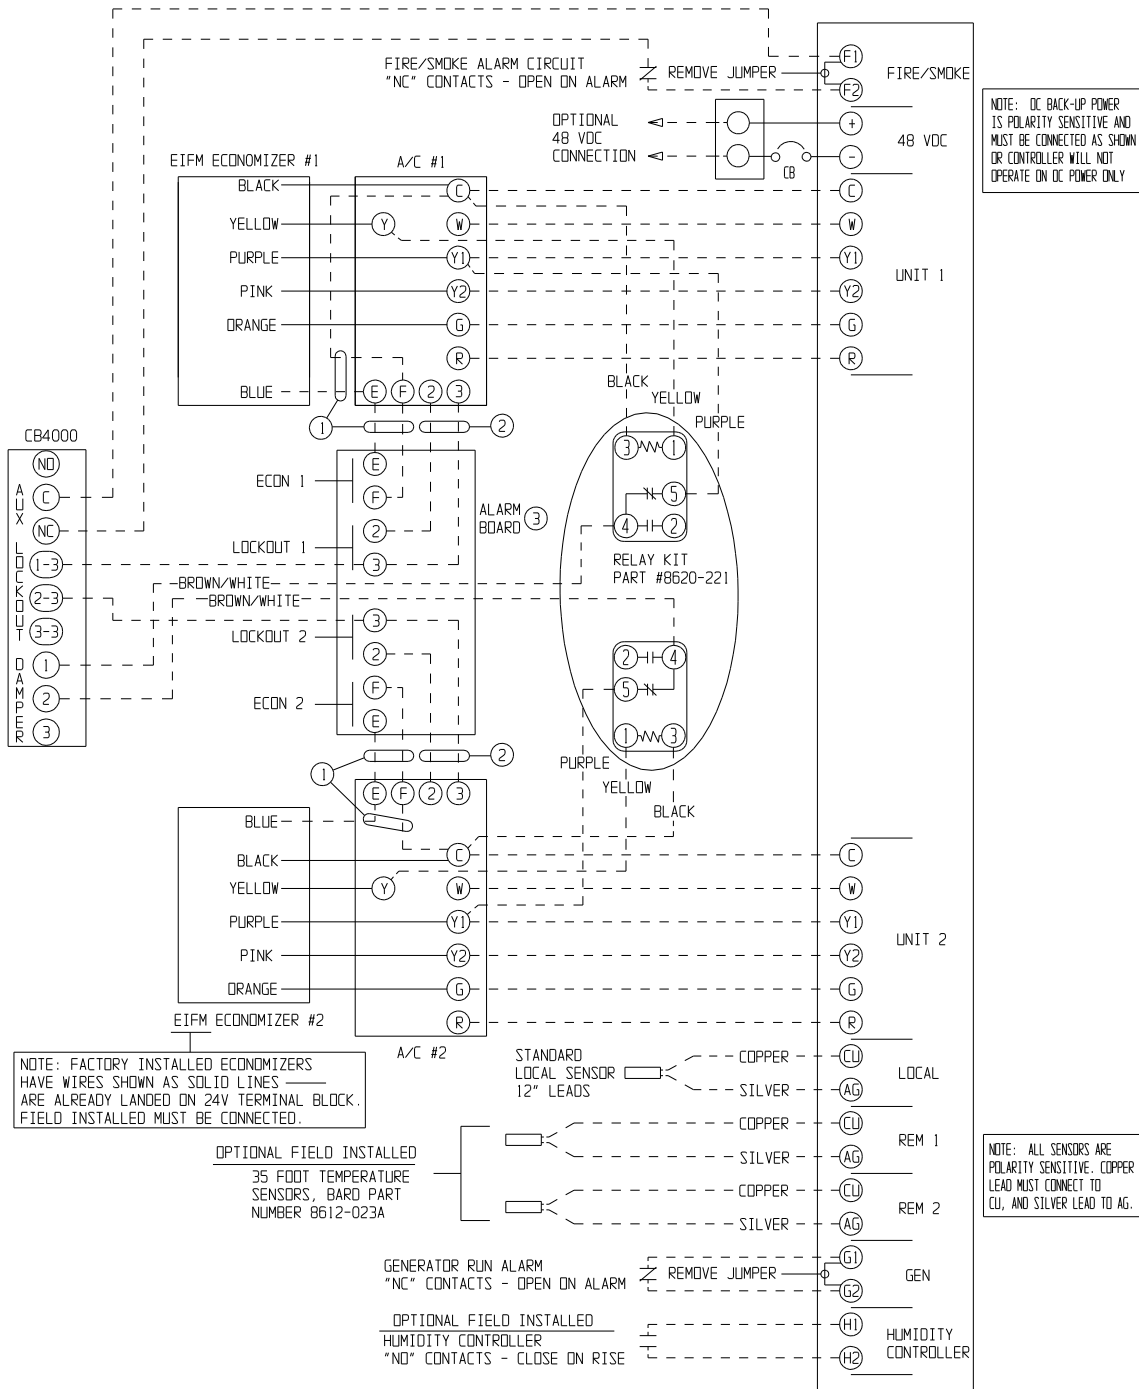 FIRE/SMOKE ALARM CIRCUIT
"NC" CONTACTS - OPEN ON ALARM
REMOVE JUMPER
F1
F2
FIRE/SMOKE
OPTIONAL
48 VDC
CONNECTION
CB
+
-
48 VDC
NOTE: DC BACK-UP POWER
IS POLARITY SENSITIVE AND
MUST BE CONNECTED AS SHOWN
OR CONTROLLER WILL NOT
OPERATE ON DC POWER ONLY
EIFM ECONOMIZER #1
BLACK
YELLOW
PURPLE
PINK
ORANGE
BLUE
A/C #1
C
Y
W
Y1
Y2
G
R
E
F
2
3
C
W
Y1
Y2
G
R
UNIT 1
1
2
BLACK
YELLOW
PURPLE
CB4000
NO
C
NC
1-3
2-3
3-3
1
2
3
AUX
LOCKOUT
DAMPER
E
F
2
3
ECON 1
LOCKOUT 1
ALARM
BOARD
3
3
1
5
4
2
RELAY KIT
PART #8620-221
BROWN/WHITE
BROWN/WHITE
3
2
F
E
LOCKOUT 2
ECON 2
2
4
5
1
3
PURPLE
YELLOW
BLACK
1
2
E
F
2
3
BLUE
BLACK
YELLOW
PURPLE
PINK
ORANGE
EIFM ECONOMIZER #2
C
Y
W
Y1
Y2
G
R
A/C #2
C
W
Y1
Y2
G
R
UNIT 2
NOTE: FACTORY INSTALLED ECONOMIZERS
HAVE WIRES SHOWN AS SOLID LINES
ARE ALREADY LANDED ON 24V TERMINAL BLOCK.
FIELD INSTALLED MUST BE CONNECTED.
STANDARD
LOCAL SENSOR
12" LEADS
COPPER
SILVER
CU
AG
LOCAL
OPTIONAL FIELD INSTALLED
35 FOOT TEMPERATURE
SENSORS, BARD PART
NUMBER 8612-023A
COPPER
SILVER
CU
AG
REM 1
COPPER
SILVER
CU
AG
REM 2
NOTE: ALL SENSORS ARE
POLARITY SENSITIVE. COPPER
LEAD MUST CONNECT TO
CU, AND SILVER LEAD TO AG.
GENERATOR RUN ALARM
"NC" CONTACTS - OPEN ON ALARM
REMOVE JUMPER
G1
G2
GEN
OPTIONAL FIELD INSTALLED
HUMIDITY CONTROLLER
"NO" CONTACTS - CLOSE ON RISE
H1
H2
HUMIDITY
CONTROLLER